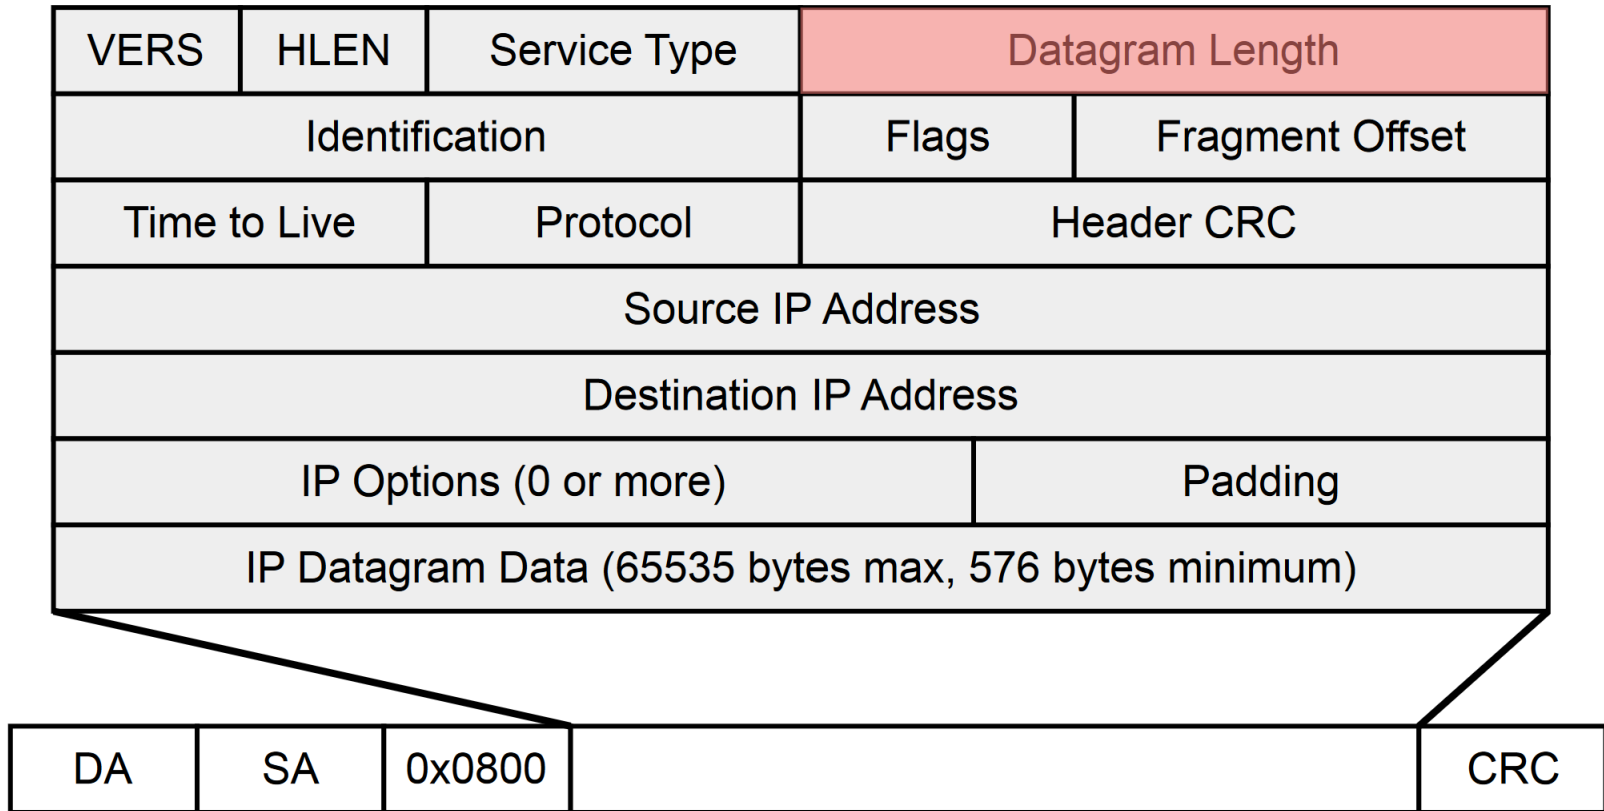 VERS HLEN Service Type Datagram Length
Identification Flags Fragment Offset
Time to Live Protocol Header CRC
Source IP Address
Destination IP Address
IP Options (0 or more) Padding
IP Datagram Data (65535 bytes max, 576 bytes minimum)
DA SA 0x0800 CRC